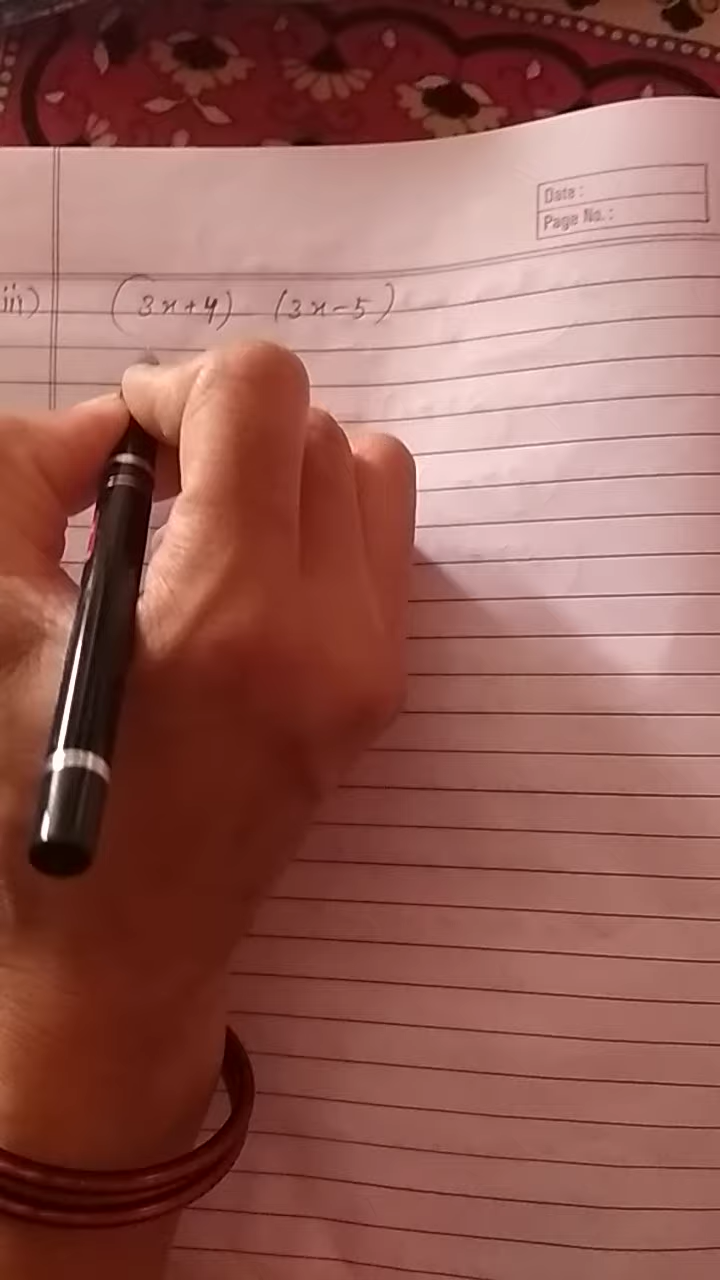 Date :
Page No. :
iii) (3x+4) (3x-5)